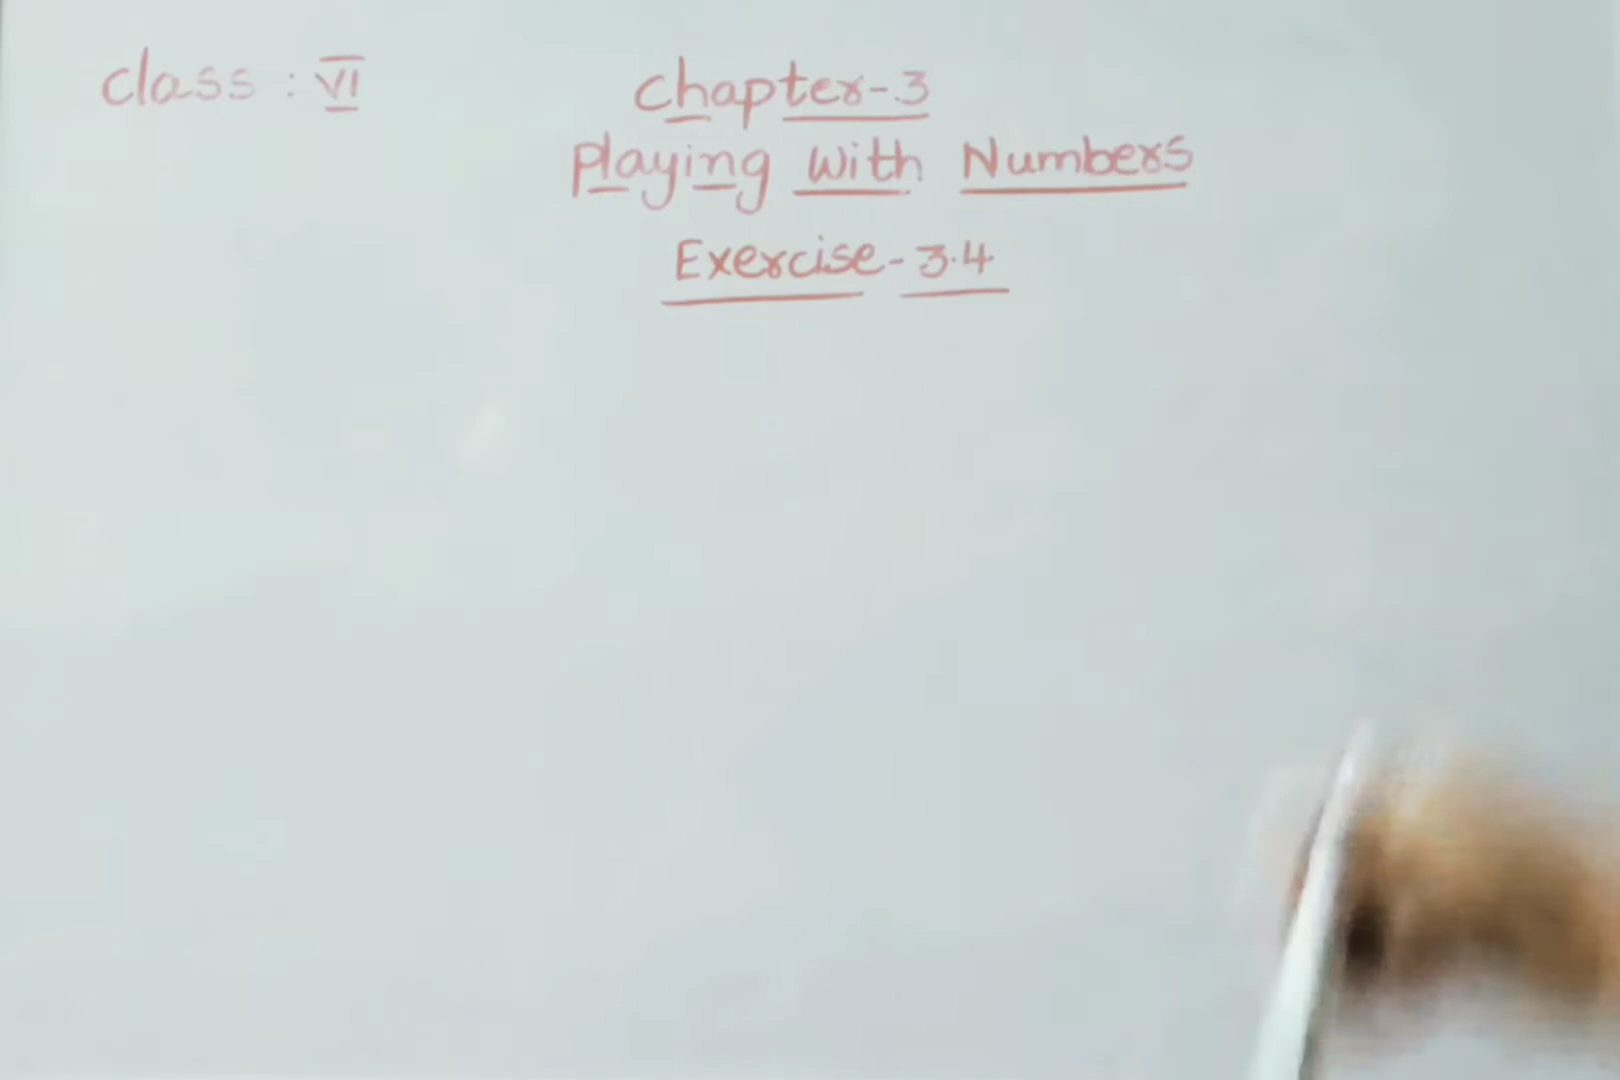 class : VI
Chapter-3
Playing with Numbers
Exercise-3.4